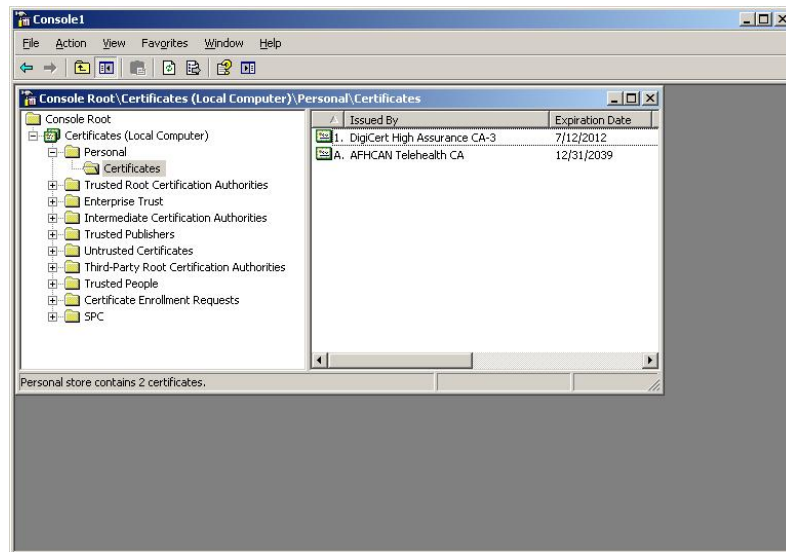 Console1
File Action View Favorites Window Help
Console Root\Certificates (Local Computer)\Personal\Certificates
Console Root
Certificates (Local Computer)
Personal
Certificates
Trusted Root Certification Authorities
Enterprise Trust
Intermediate Certification Authorities
Trusted Publishers
Untrusted Certificates
Third-Party Root Certification Authorities
Trusted People
Certificate Enrollment Requests
SPC
Issued By Expiration Date
1. DigiCert High Assurance CA-3 7/12/2012
A. AFHCAN Telehealth CA 12/31/2039
Personal store contains 2 certificates.